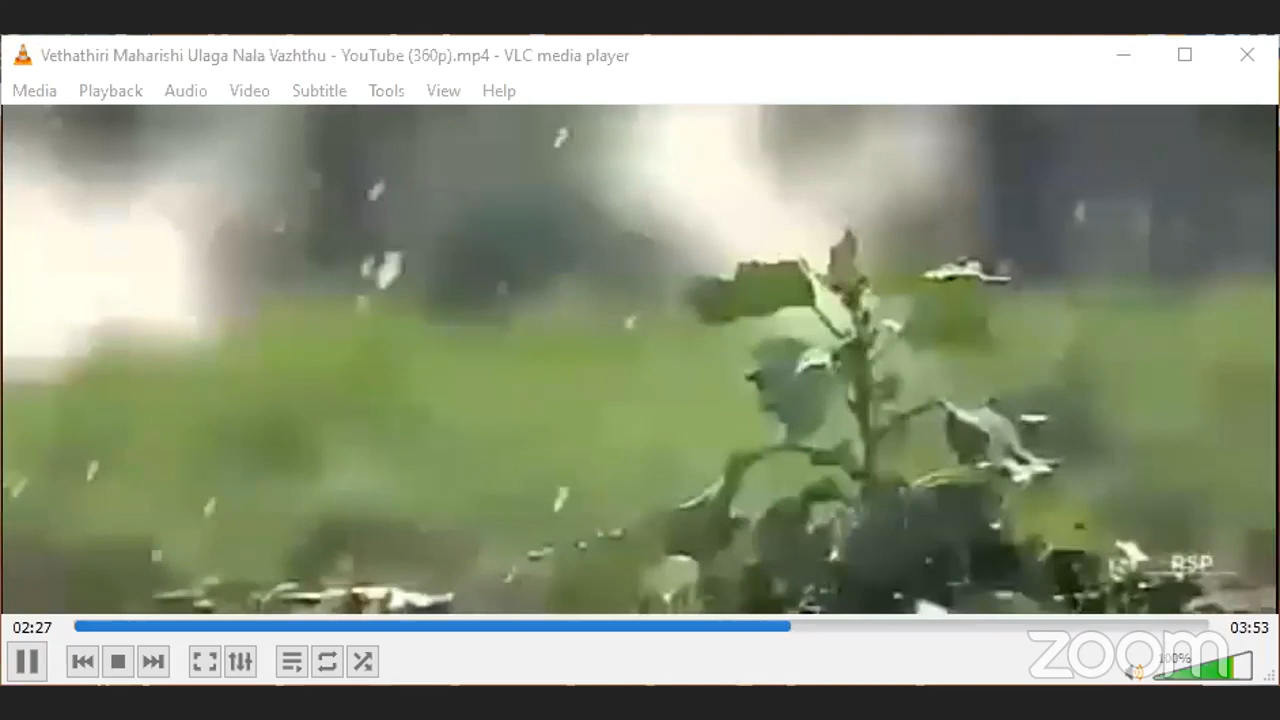 Vethathiri Maharishi Ulaga Nala Vazhthu - YouTube (360p).mp4 - VLC media player
Media Playback Audio Video Subtitle Tools View Help
RSP
02:27 03:53
zoom
100%